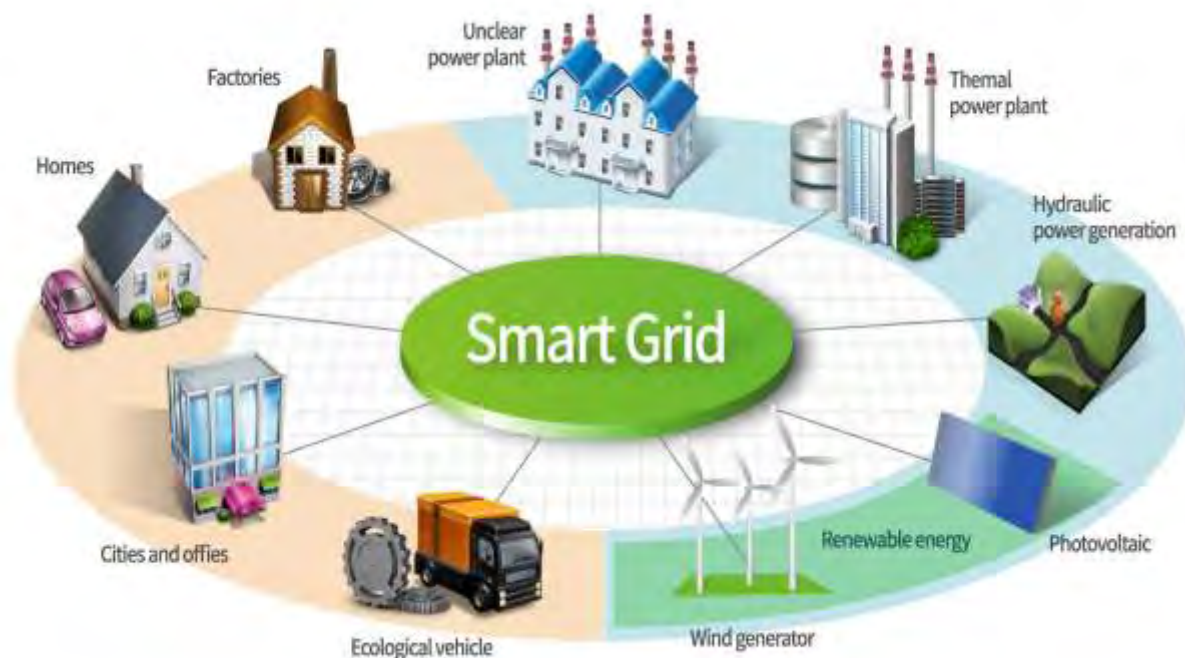 Unclear
power plant
Factories
Themal
power plant
Homes
Hydraulic
power generation
Smart Grid
Cities and offies
Renewable energy
Photovoltaic
Ecological vehicle
Wind generator